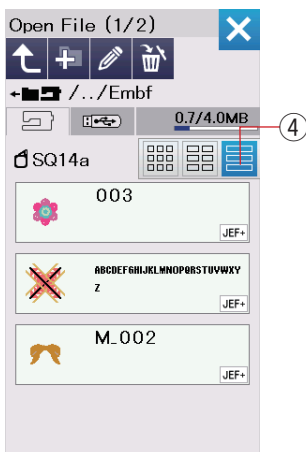 Open File (1/2)
/../Embf
0.7/4.0MB
④
SQ14a
003
JEF+
ABCDEFGHIJKLMNOPQRSTUVWXY
Z
JEF+
M_002
JEF+